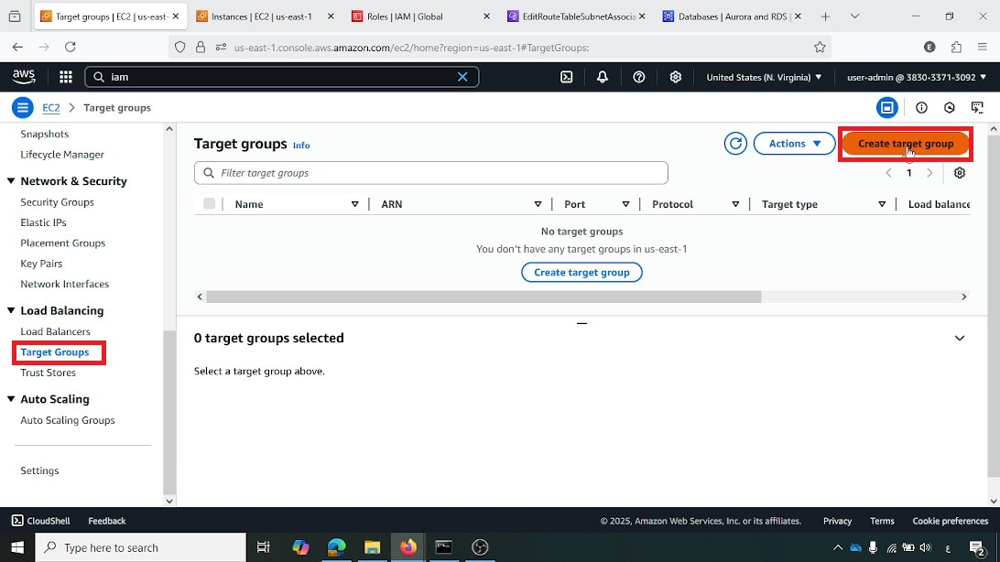 Target groups | EC2 | us-east-
Instances | EC2 | us-east-1
Roles | IAM | Global
EditRouteTableSubnetAssocia
Databases | Aurora and RDS |
us-east-1.console.aws.amazon.com/ec2/home?region=us-east-1#TargetGroups:
E
aws
iam
United States (N. Virginia)
user-admin @ 3830-3371-3092
EC2
Target groups
Snapshots
Lifecycle Manager
Network & Security
Security Groups
Elastic IPs
Placement Groups
Key Pairs
Network Interfaces
Load Balancing
Load Balancers
Target Groups
Trust Stores
Auto Scaling
Auto Scaling Groups
Settings
Target groups Info
Actions
Create target group
Filter target groups
1
Name ARN Port Protocol Target type Load balance
No target groups
You don't have any target groups in us-east-1
Create target group
0 target groups selected
Select a target group above.
CloudShell Feedback
© 2025, Amazon Web Services, Inc. or its affiliates. Privacy Terms Cookie preferences
Type here to search
ع
2